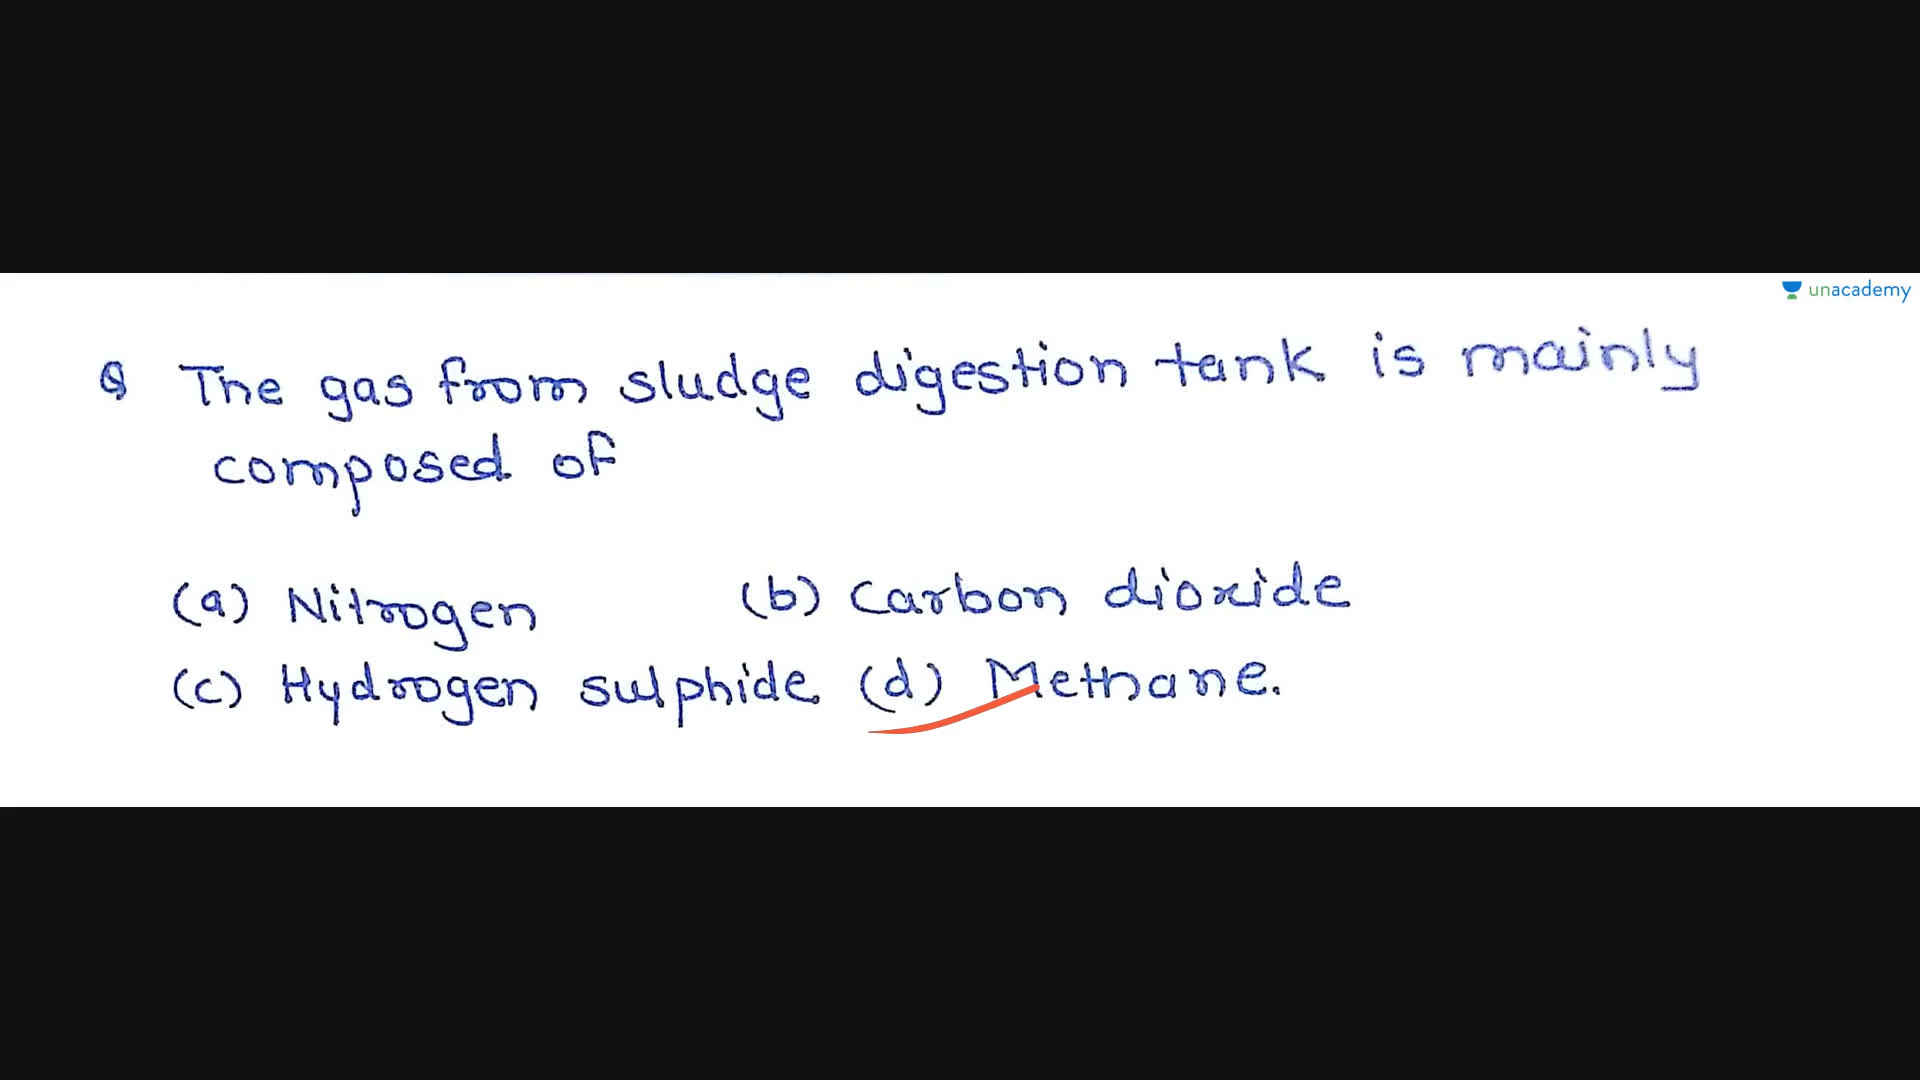 unacademy
Q The gas from sludge digestion tank is mainly
composed of
(a) Nitrogen (b) Carbon dioxide
(c) Hydrogen sulphide (d) Methane.